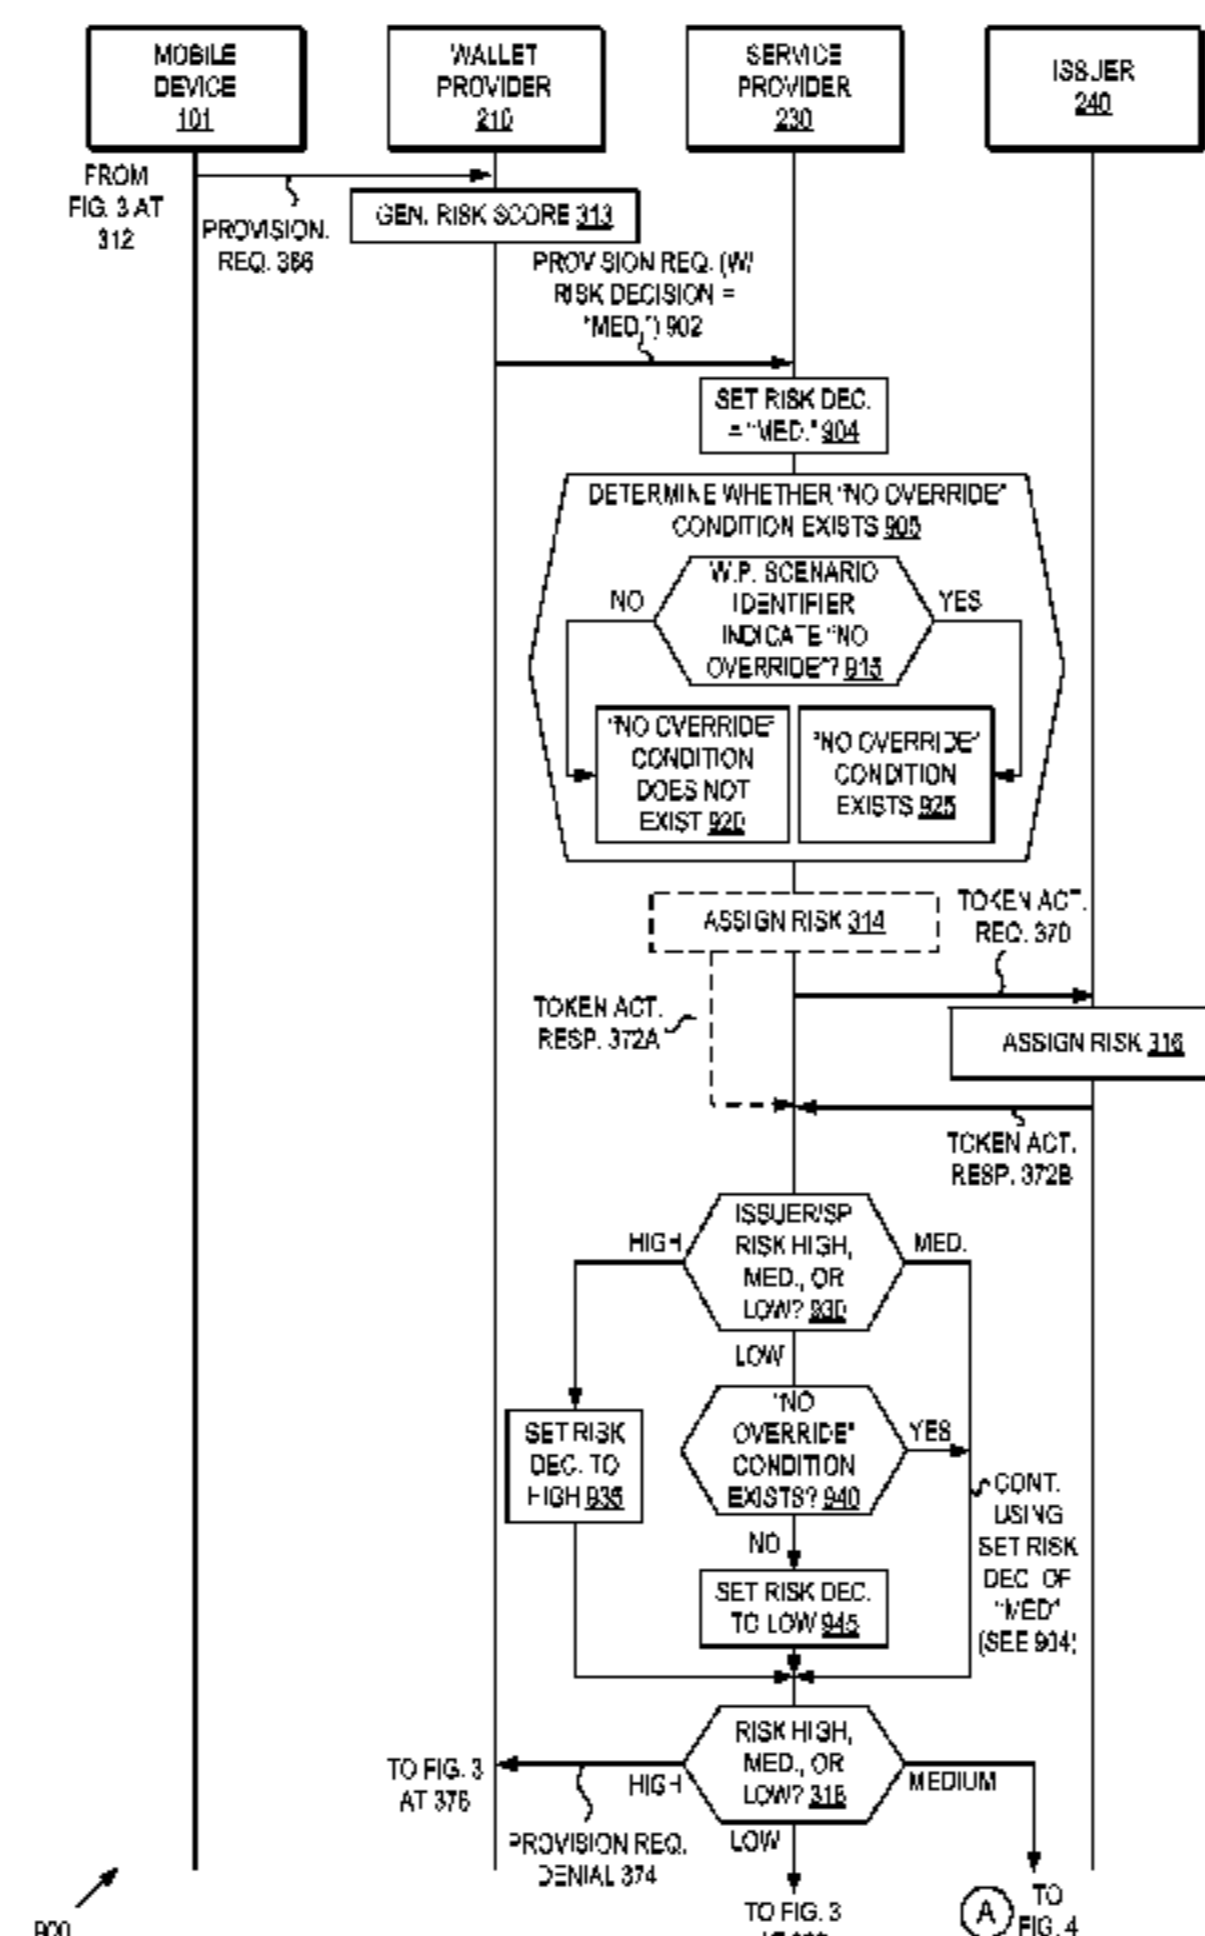 MOBILE
DEVICE
101
WALLET
PROVIDER
210
SERVICE
PROVIDER
230
ISSUER
240
FROM
FIG. 3 AT
312
PROVISION.
REQ. 366
GEN. RISK SCORE 313
PROVISION REQ. (W/
RISK DECISION =
"MED.") 902
SET RISK DEC.
= "MED." 904
DETERMINE WHETHER "NO OVERRIDE"
CONDITION EXISTS 905
W.P. SCENARIO
IDENTIFIER
INDICATE "NO
OVERRIDE"? 915
NO
YES
"NO OVERRIDE"
CONDITION
DOES NOT
EXIST 920
"NO OVERRIDE"
CONDITION
EXISTS 925
ASSIGN RISK 314
TOKEN ACT.
REQ. 370
TOKEN ACT.
RESP. 372A
ASSIGN RISK 316
TOKEN ACT.
RESP. 372B
ISSUER/SP
RISK HIGH,
MED., OR
LOW? 930
HIGH
MED.
LOW
"NO
OVERRIDE"
CONDITION
EXISTS? 940
YES
SET RISK
DEC. TO
HIGH 935
CONT.
USING
SET RISK
DEC. OF
"MED"
(SEE 904)
NO
SET RISK DEC.
TO LOW 945
RISK HIGH,
MED., OR
LOW? 318
TO FIG. 3
AT 376
HIGH
MEDIUM
PROVISION REQ.
DENIAL 374
LOW
TO FIG. 3
A
TO
FIG. 4
900